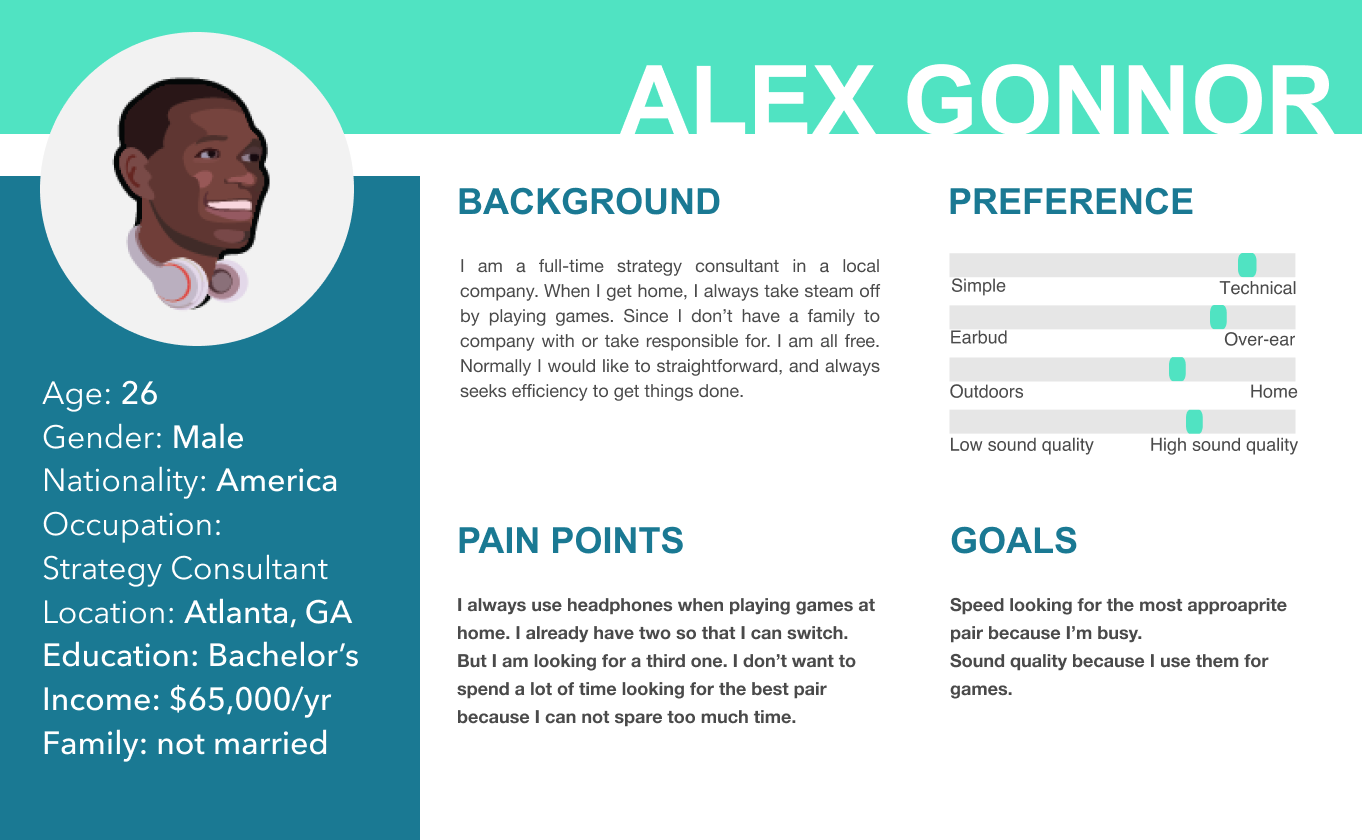 ALEX GONNOR
Age: 26
Gender: Male
Nationality: America
Occupation:
Strategy Consultant
Location: Atlanta, GA
Education: Bachelor’s
Income: $65,000/yr
Family: not married
BACKGROUND
I am a full-time strategy consultant in a local
company. When I get home, I always take steam off
by playing games. Since I don’t have a family to
company with or take responsible for. I am all free.
Normally I would like to straightforward, and always
seeks efficiency to get things done.
PREFERENCE
Simple Technical
Earbud Over-ear
Outdoors Home
Low sound quality High sound quality
PAIN POINTS
I always use headphones when playing games at
home. I already have two so that I can switch.
But I am looking for a third one. I don’t want to
spend a lot of time looking for the best pair
because I can not spare too much time.
GOALS
Speed looking for the most approaprite
pair because I’m busy.
Sound quality because I use them for
games.